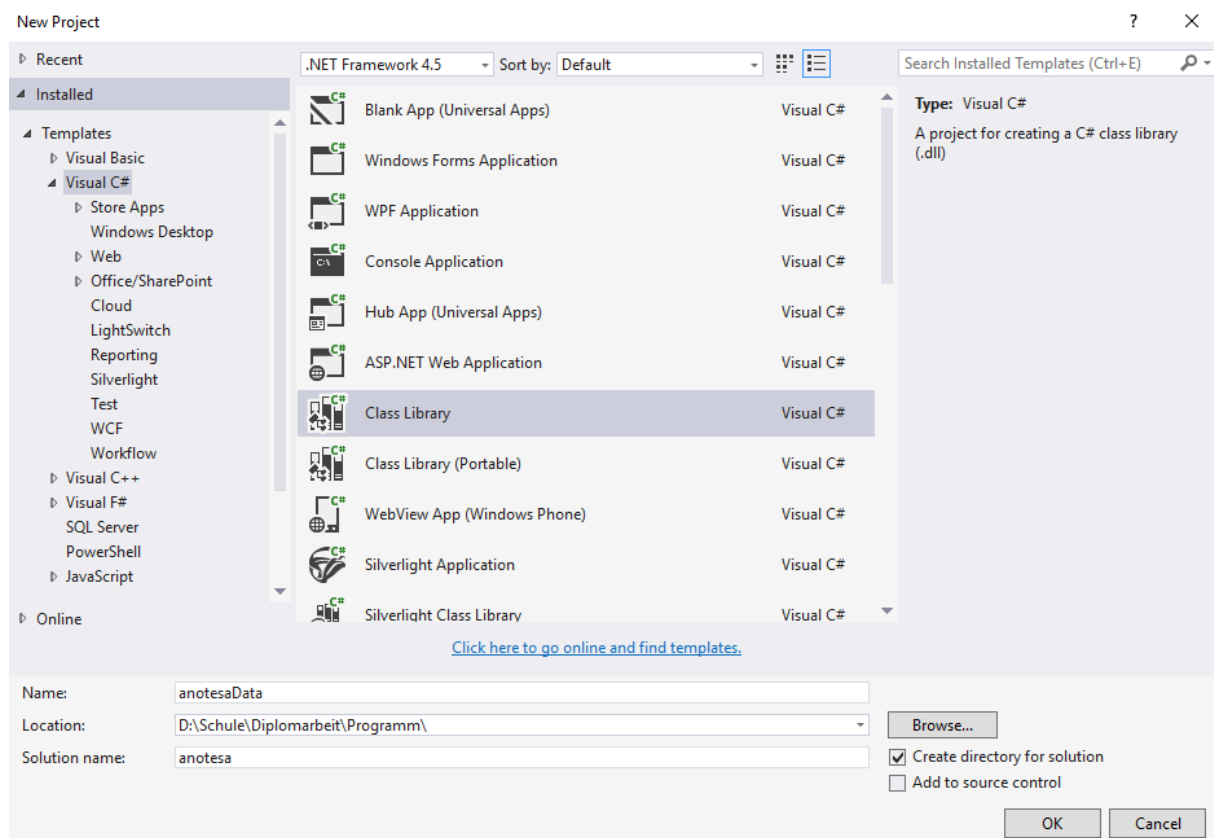 New Project
?
Recent
Installed
Templates
Visual Basic
Visual C#
Store Apps
Windows Desktop
Web
Office/SharePoint
Cloud
LightSwitch
Reporting
Silverlight
Test
WCF
Workflow
Visual C++
Visual F#
SQL Server
PowerShell
JavaScript
Online
.NET Framework 4.5 Sort by: Default
C# Blank App (Universal Apps) Visual C#
C# Windows Forms Application Visual C#
C# WPF Application Visual C#
C# C:\ Console Application Visual C#
C# Hub App (Universal Apps) Visual C#
C# ASP.NET Web Application Visual C#
C# Class Library Visual C#
C# Class Library (Portable) Visual C#
C# WebView App (Windows Phone) Visual C#
C# Silverlight Application Visual C#
C# Silverlight Class Library Visual C#
Click here to go online and find templates.
Search Installed Templates (Ctrl+E)
Type: Visual C#
A project for creating a C# class library
(.dll)
Name: anotesaData
Location: D:\Schule\Diplomarbeit\Programm\ Browse...
Solution name: anotesa
Create directory for solution
Add to source control
OK Cancel